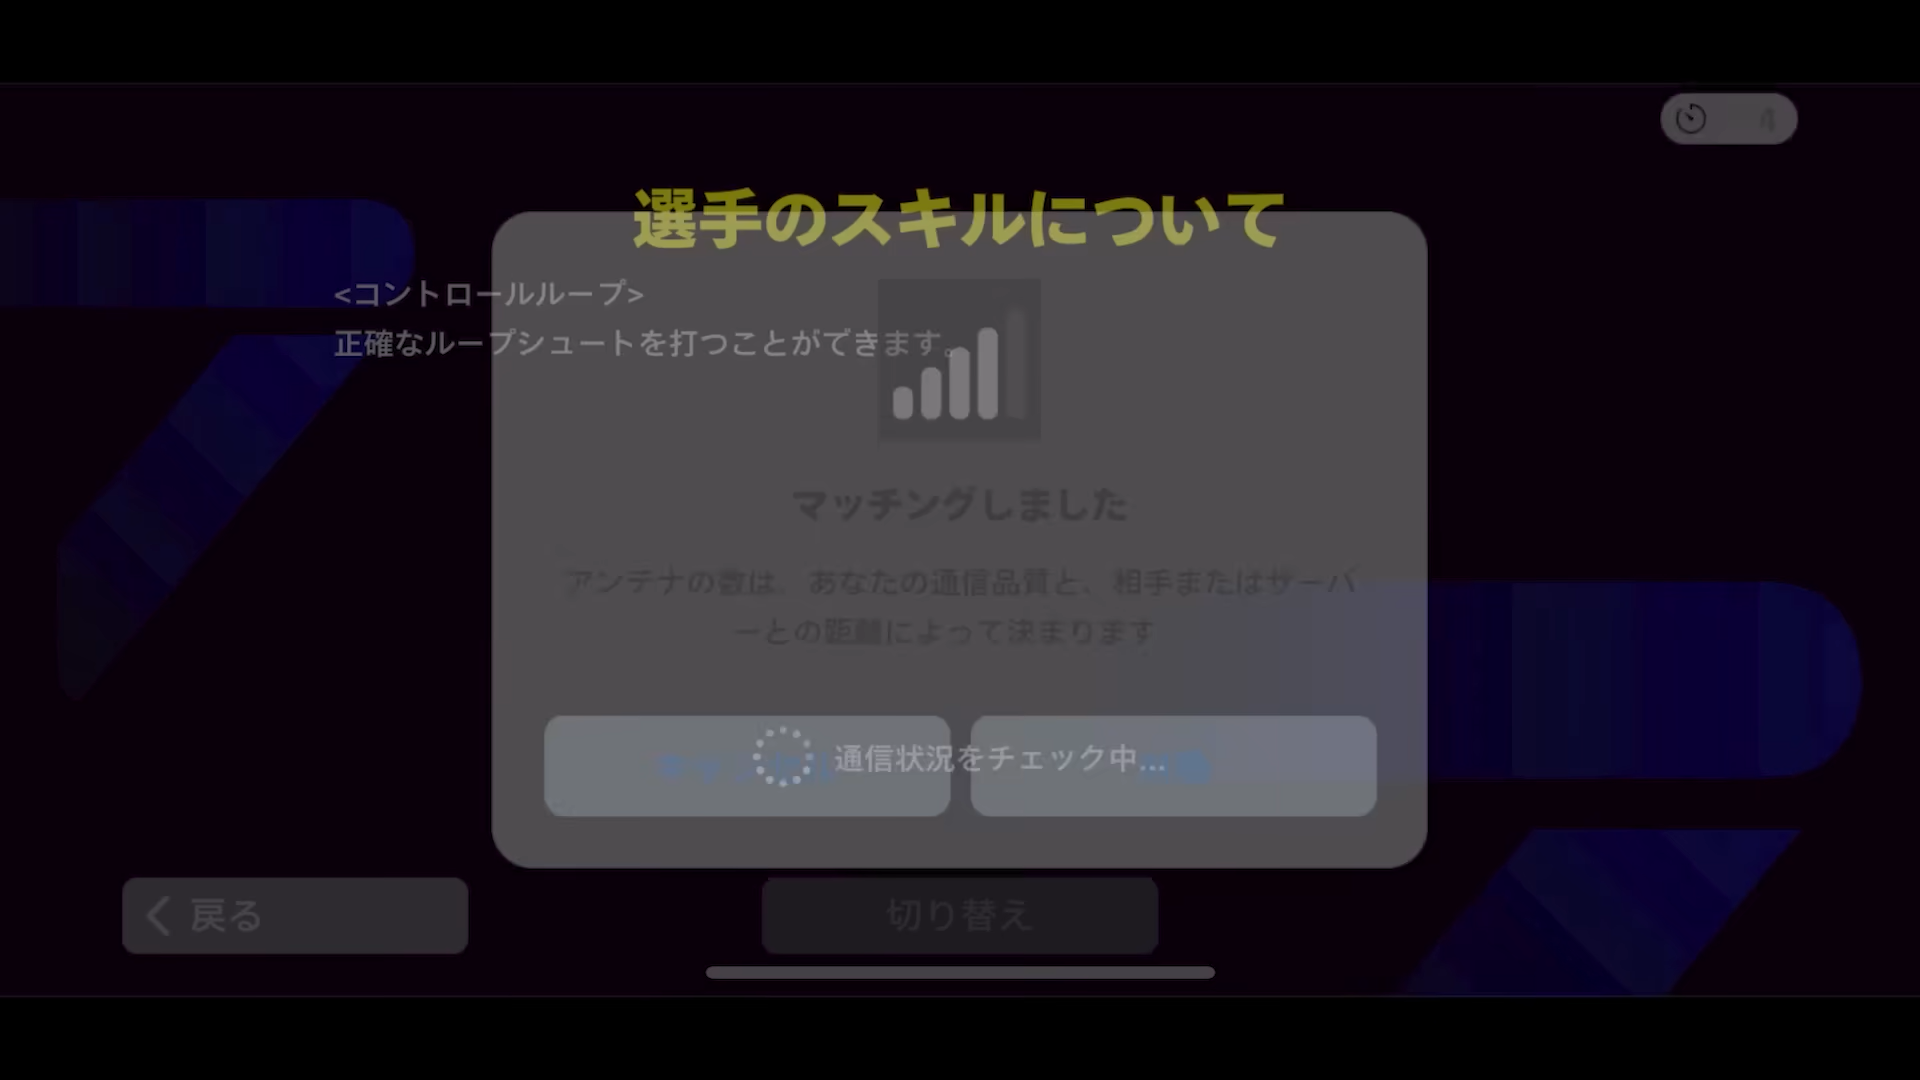 4
選手のスキルについて
<コントロールループ>
正確なループシュートを打つことができます。
マッチングしました
アンテナの数は、あなたの通信品質と、相手またはサーバ
ーとの距離によって決まります
通信状況をチェック中...
戻る
切り替え